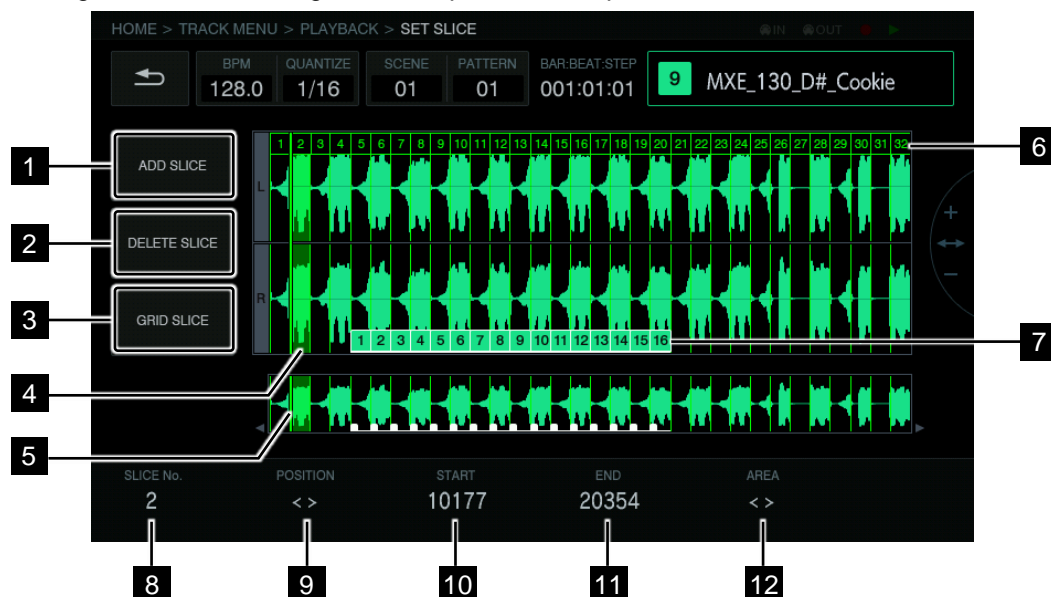 HOME > TRACK MENU > PLAYBACK > SET SLICE
IN OUT
BPM QUANTIZE SCENE PATTERN BAR:BEAT:STEP
128.0 1/16 01 01 001:01:01
9 MXE_130_D#_Cookie
1 2 3 4 5 6 7 8 9 10 11 12 13 14 15 16 17 18 19 20 21 22 23 24 25 26 27 28 29 30 31 32
6
1
ADD SLICE
L
+
2
DELETE SLICE
−
3
GRID SLICE
R
1 2 3 4 5 6 7 8 9 10 11 12 13 14 15 16
7
4
5
SLICE No. POSITION START END AREA
2 < > 10177 20354 < >
8 9 10 11 12